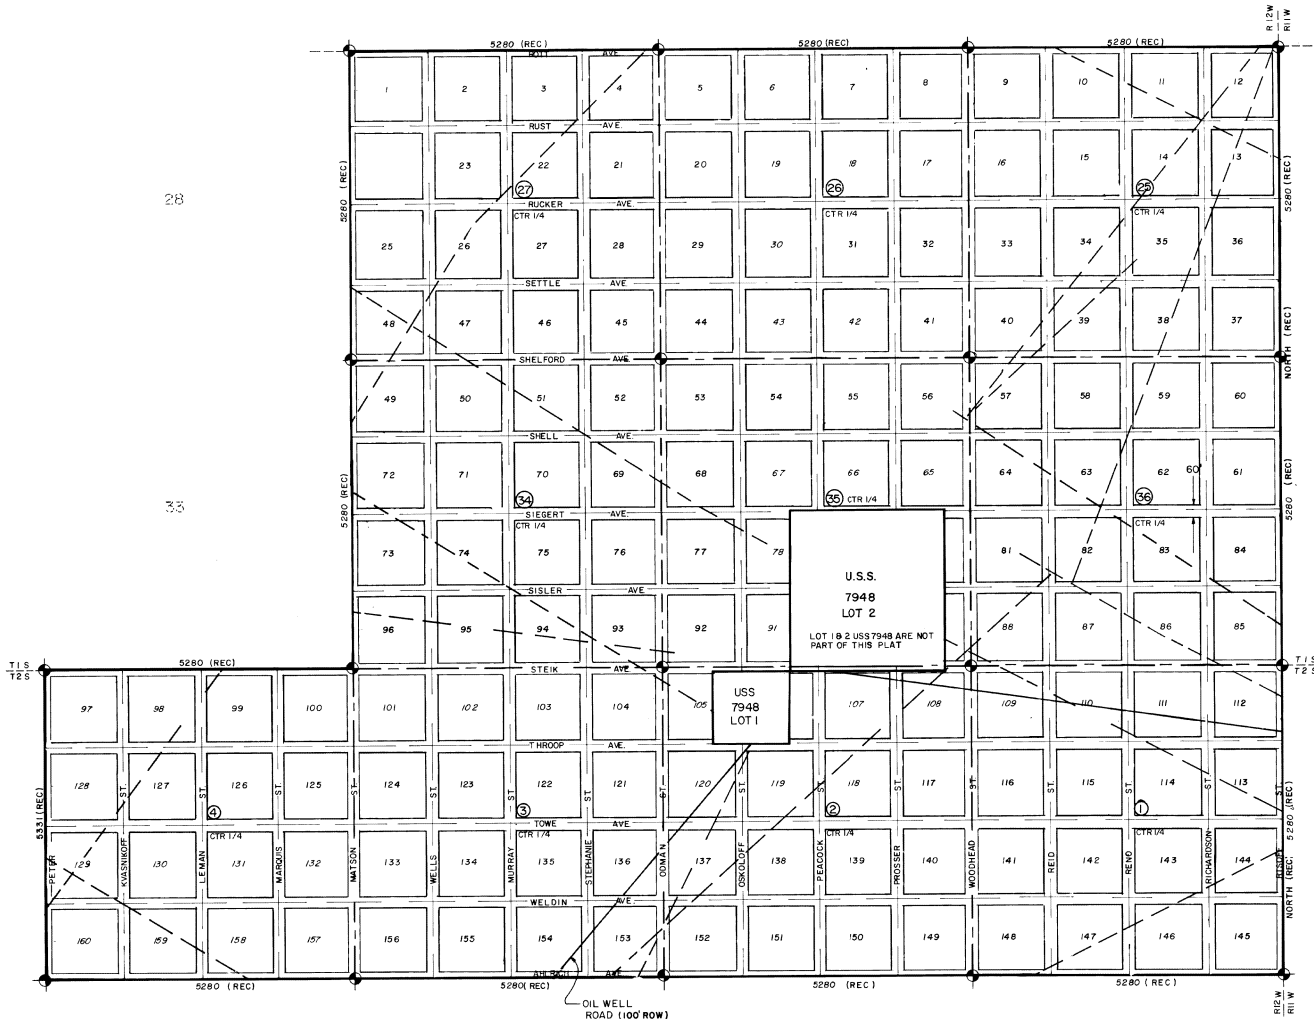 R 12W
R11W
5280 (REC)
5280 (REC)
5280 (REC)
AVE
1 2 3 4 5 6 7 8 9 10 11 12
RUST AVE.
23 22 21 20 19 18 17 16 15 14 13
28
5280 (REC)
27 26 25
5280 (REC)
RUCKER AVE.
CTR 1/4 CTR 1/4 CTR 1/4
25 26 27 28 29 30 31 32 33 34 35 36
SETTLE AVE
48 47 46 45 44 43 42 41 40 39 38 37
NORTH (REC)
SHELFORD AVE.
49 50 51 52 53 54 55 56 57 58 59 60
SHELL AVE.
72 71 70 69 68 67 66 65 64 63 62 60' 61
5280 (REC)
34 35 CTR 1/4 36
5280 (REC)
33
SIEGERT AVE.
CTR 1/4 CTR 1/4
73 74 75 76 77 78 81 82 83 84
U.S.S.
7948
LOT 2
LOT 1 & 2 USS 7948 ARE NOT
PART OF THIS PLAT
SISLER AVE
96 95 94 93 92 91 88 87 86 85
T1S
T2S
5280 (REC)
STEIK AVE
T1S
T2S
97 98 99 100 101 102 103 104 105 107 108 109 110 111 112
USS
7948
LOT 1
THROOP AVE.
128 127 126 125 124 123 122 121 120 119 118 117 116 115 114 113
ST. ST. ST. ST. ST. ST. ST. ST. ST. ST. ST. ST. ST. ST. ST.
4 3 2 1
5331 (REC)
5280 (REC)
TOWE AVE
CTR 1/4 CTR 1/4 CTR 1/4 CTR 1/4
129 130 131 132 133 134 135 136 137 138 139 140 141 142 143 144
PETER KVASNIKOFF LEMAN MARQUIS MATSON WELLS MURRAY STEPHANIE ODMAN OSKOLOFF PEACOCK PROSSER WOODHEAD REID REND RICHARDSON
NORTH (REC)
WELDIN AVE.
160 159 158 157 156 155 154 153 152 151 150 149 148 147 146 145
AVE.
5280 (REC)
5280 (REC)
5280 (REC)
5280 (REC)
OIL WELL
ROAD (100' ROW)
R12W
R11W